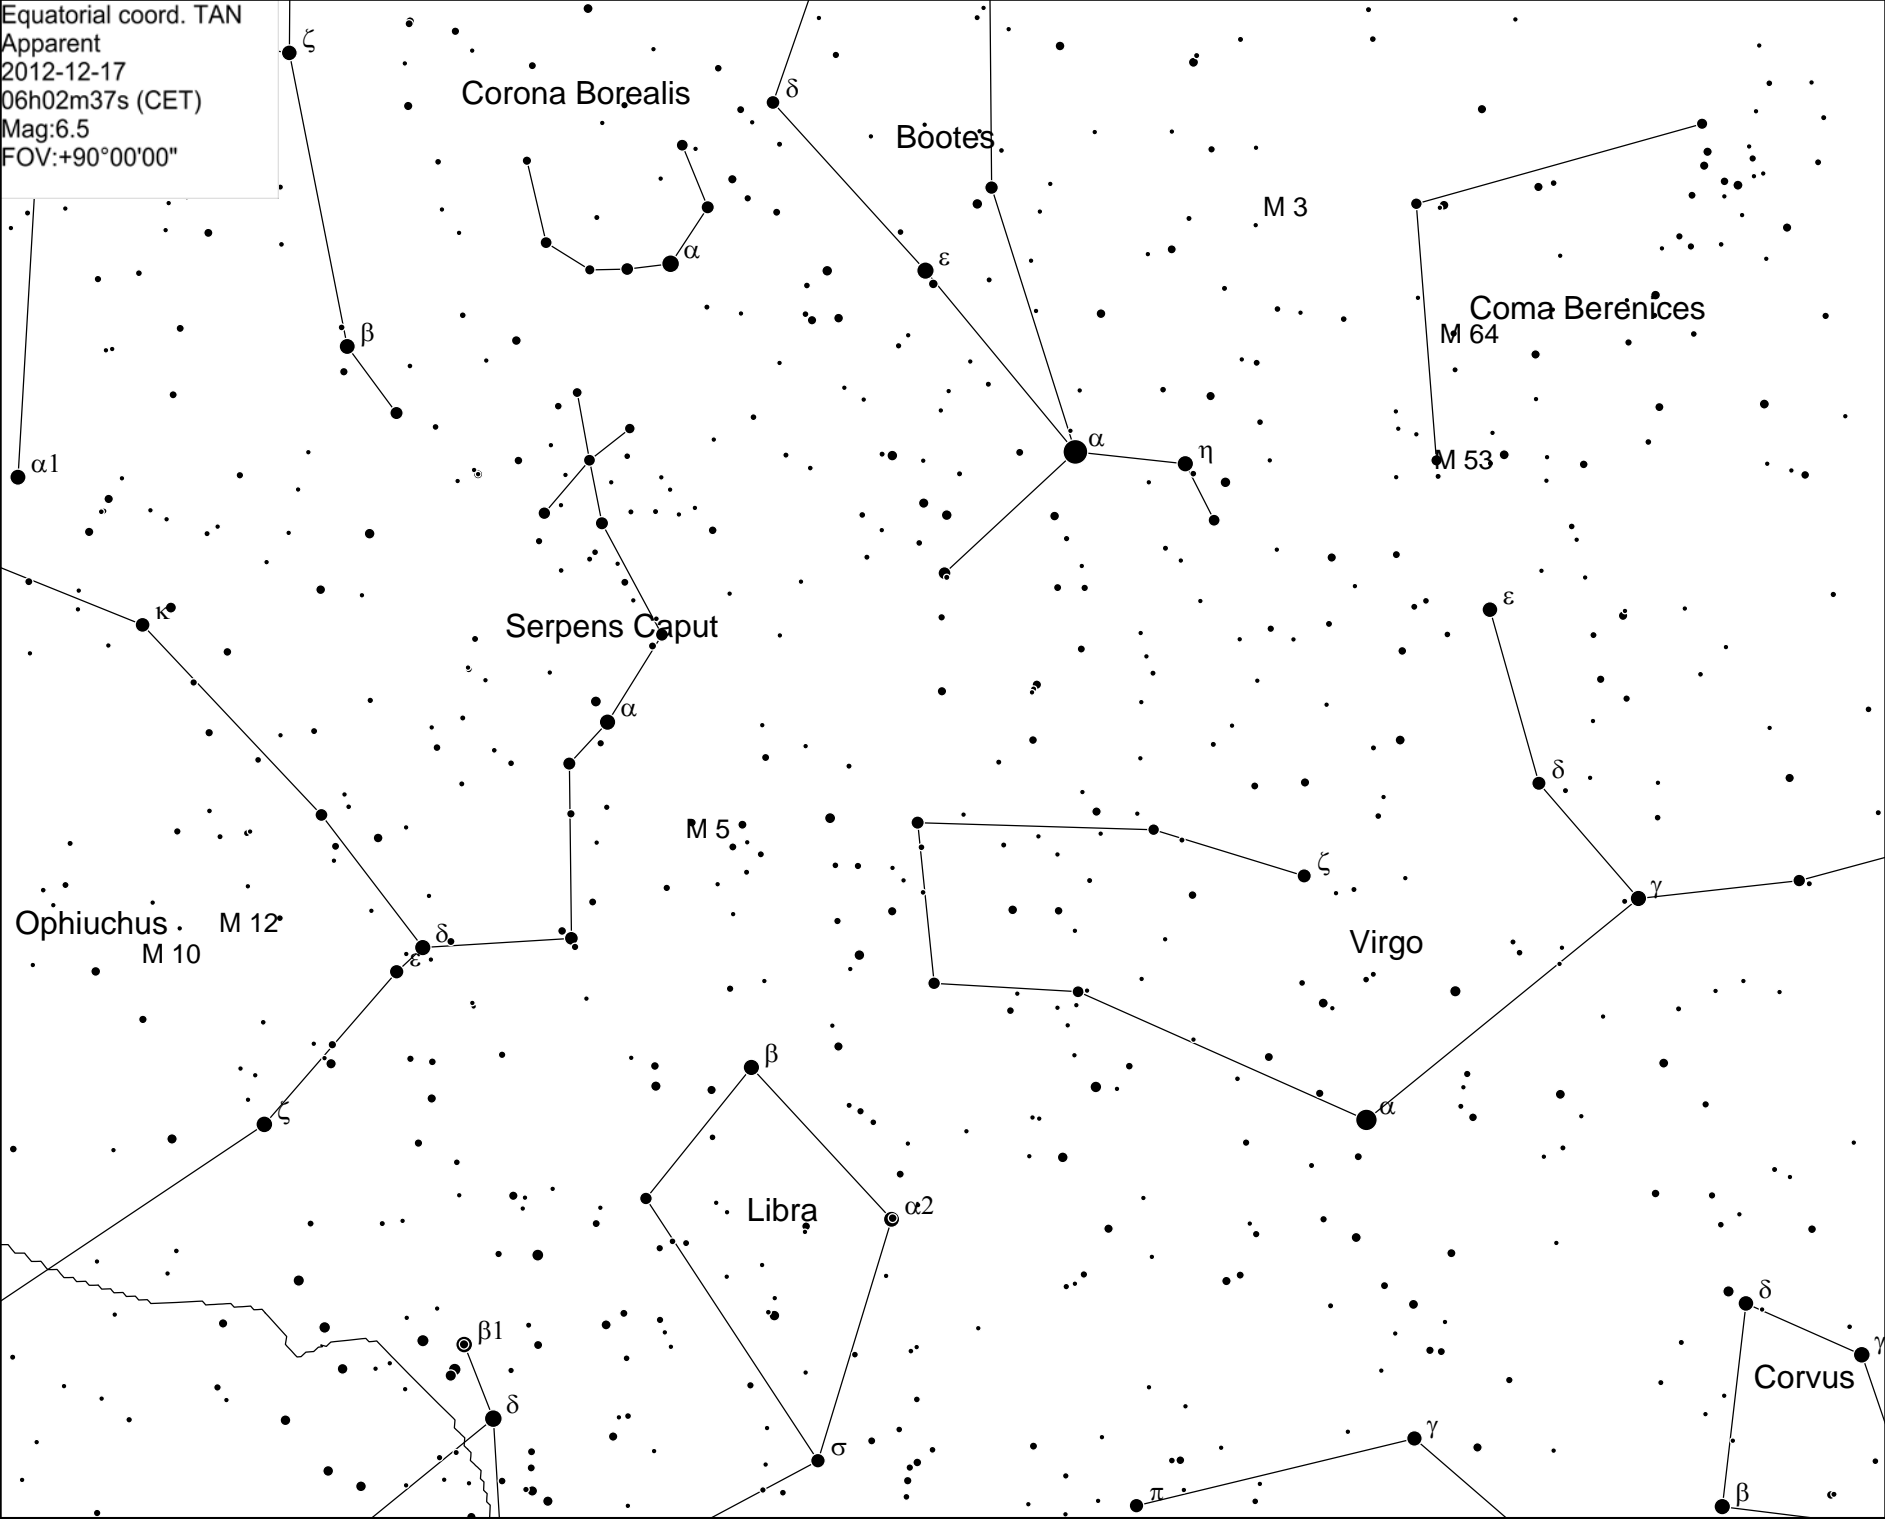 Equatorial coord. TAN
Apparent
2012-12-17
06h02m37s (CET)
Mag:6.5
FOV:+90°00'00"
ζ
Corona Borealis
δ
Bootes
M 3
α
ε
Coma Berenices
β
M 64
α
η
M 53
α1
κ
ε
Serpens Caput
α
δ
M 5
ζ
γ
Ophiuchus
M 12
δ
Virgo
M 10
ε
β
ζ
α
Libra
α2
δ
β1
γ
Corvus
δ
γ
σ
π
β